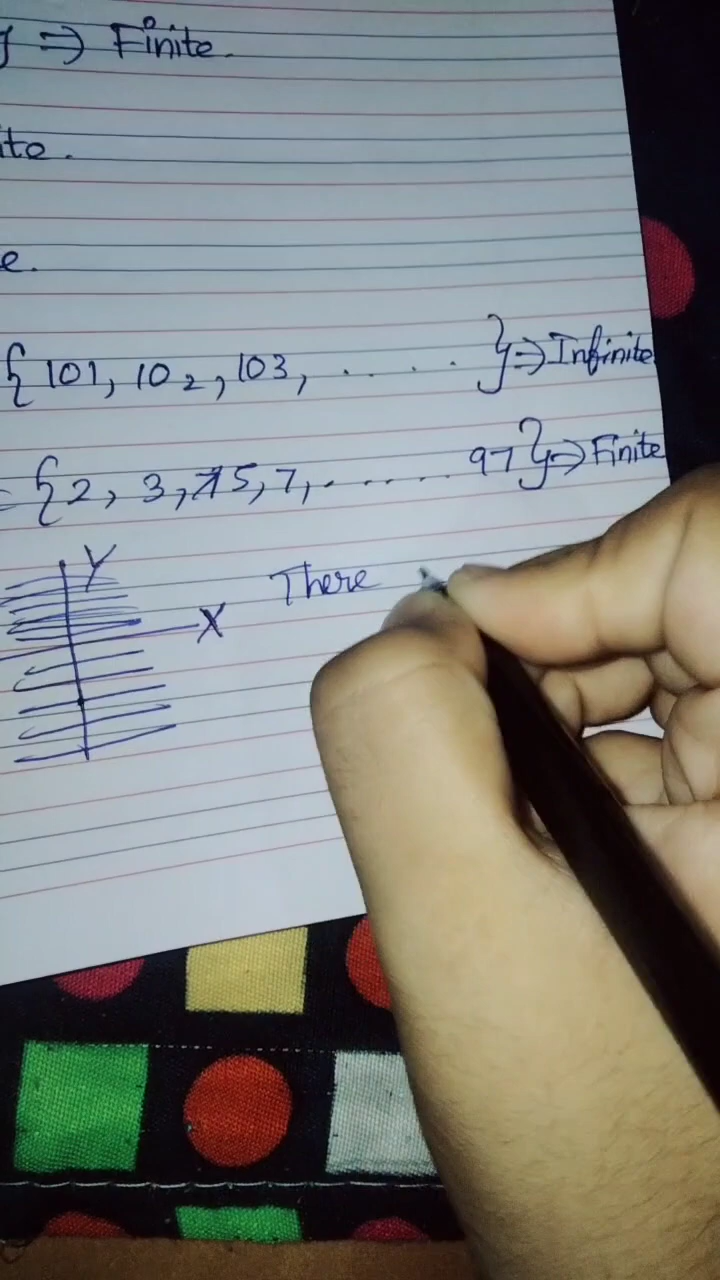 } => Finite.
ite.
e.
{ 101, 102, 103, . . . . . } => Infinite
= { 2, 3, 5, 7, . . . . . . 97 } => Finite
Y
There
X